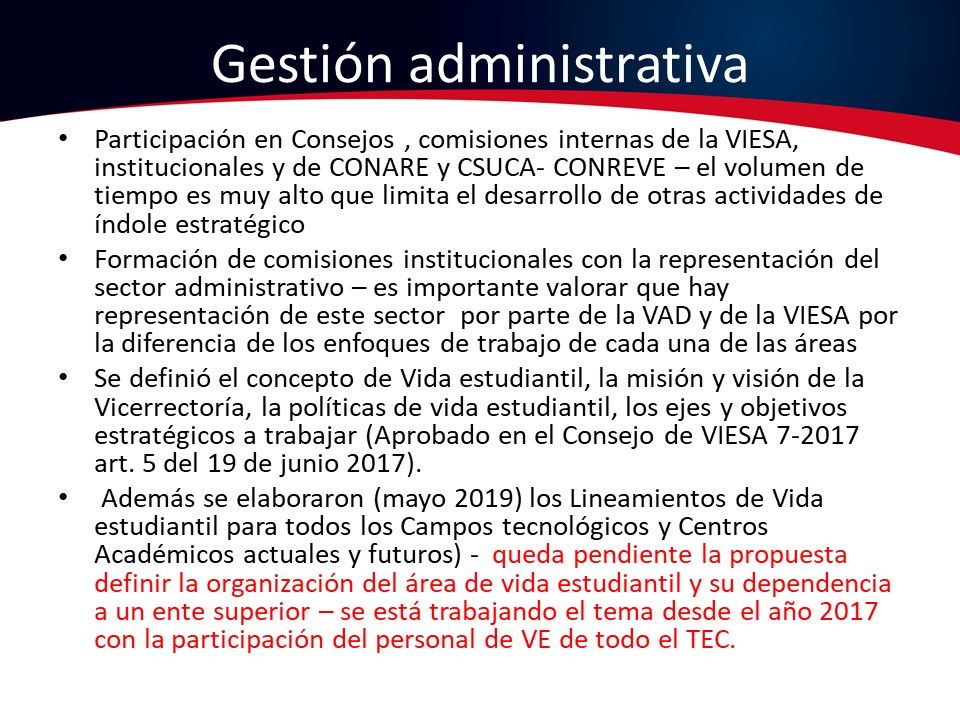 Gestión administrativa
• Participación en Consejos , comisiones internas de la VIESA,
institucionales y de CONARE y CSUCA- CONREVE – el volumen de
tiempo es muy alto que limita el desarrollo de otras actividades de
índole estratégico
• Formación de comisiones institucionales con la representación del
sector administrativo – es importante valorar que hay
representación de este sector  por parte de la VAD y de la VIESA por
la diferencia de los enfoques de trabajo de cada una de las áreas
• Se definió el concepto de Vida estudiantil, la misión y visión de la
Vicerrectoría, la políticas de vida estudiantil, los ejes y objetivos
estratégicos a trabajar (Aprobado en el Consejo de VIESA 7-2017
art. 5 del 19 de junio 2017).
• Además se elaboraron (mayo 2019) los Lineamientos de Vida
estudiantil para todos los Campos tecnológicos y Centros
Académicos actuales y futuros) -  queda pendiente la propuesta
definir la organización del área de vida estudiantil y su dependencia
a un ente superior – se está trabajando el tema desde el año 2017
con la participación del personal de VE de todo el TEC.